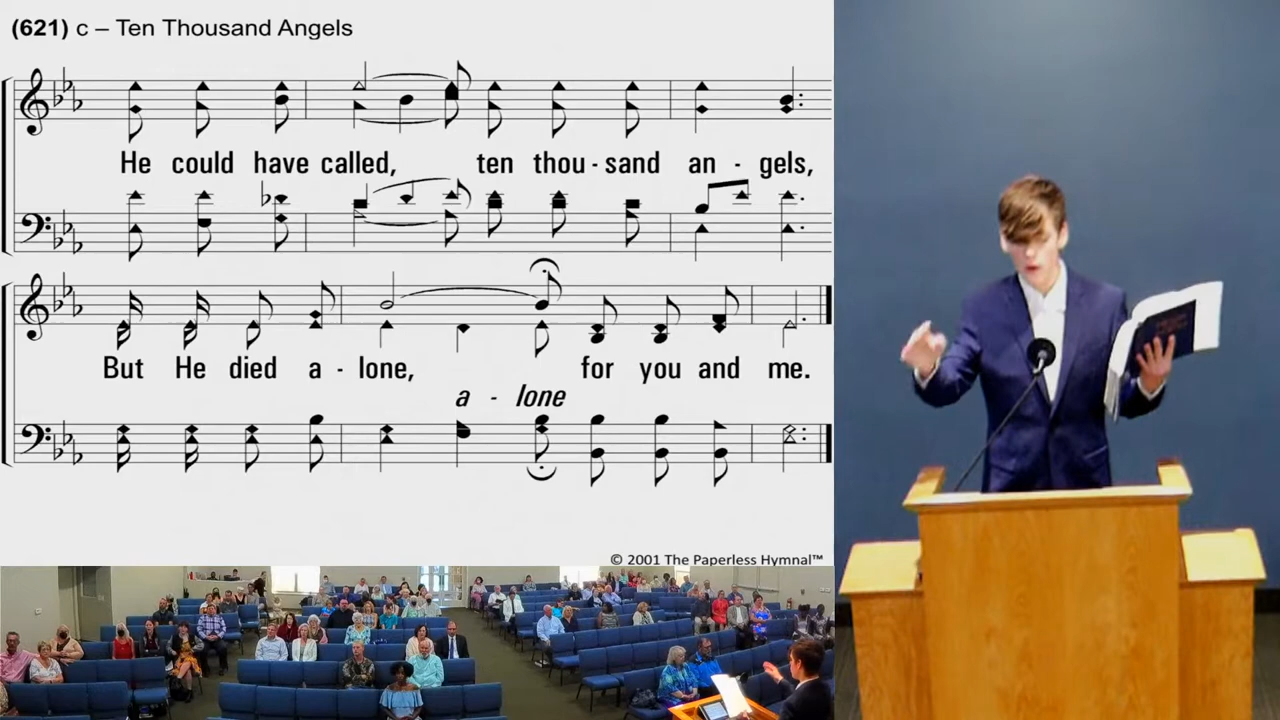 (621) c – Ten Thousand Angels
He could have called, ten thou - sand an - gels,
But He died a - lone, for you and me.
a - lone
© 2001 The Paperless Hymnal™